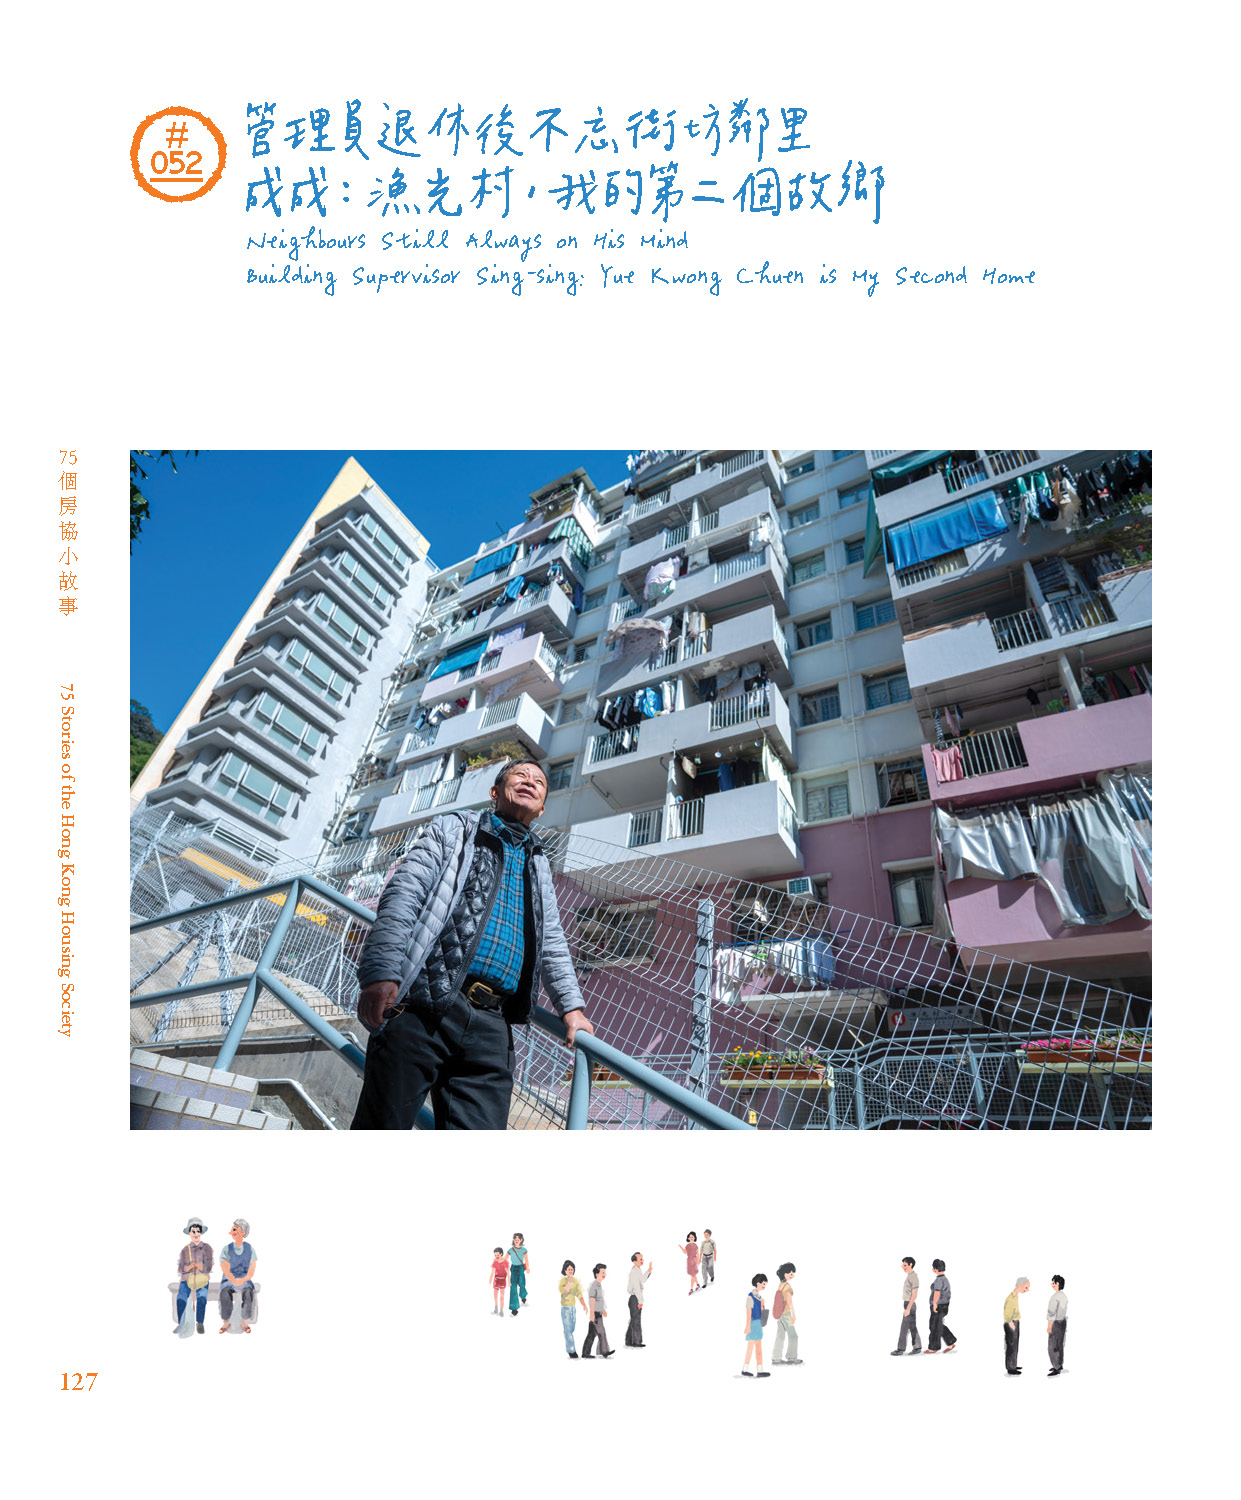 #
052
管理員退休後不忘街坊鄰里
成成：漁光村，我的第二個故鄉
Neighbours Still Always on His Mind
Building Supervisor Sing-sing: Yue Kwong Chuen is My Second Home
75個房協小故事
75 Stories of the Hong Kong Housing Society
127